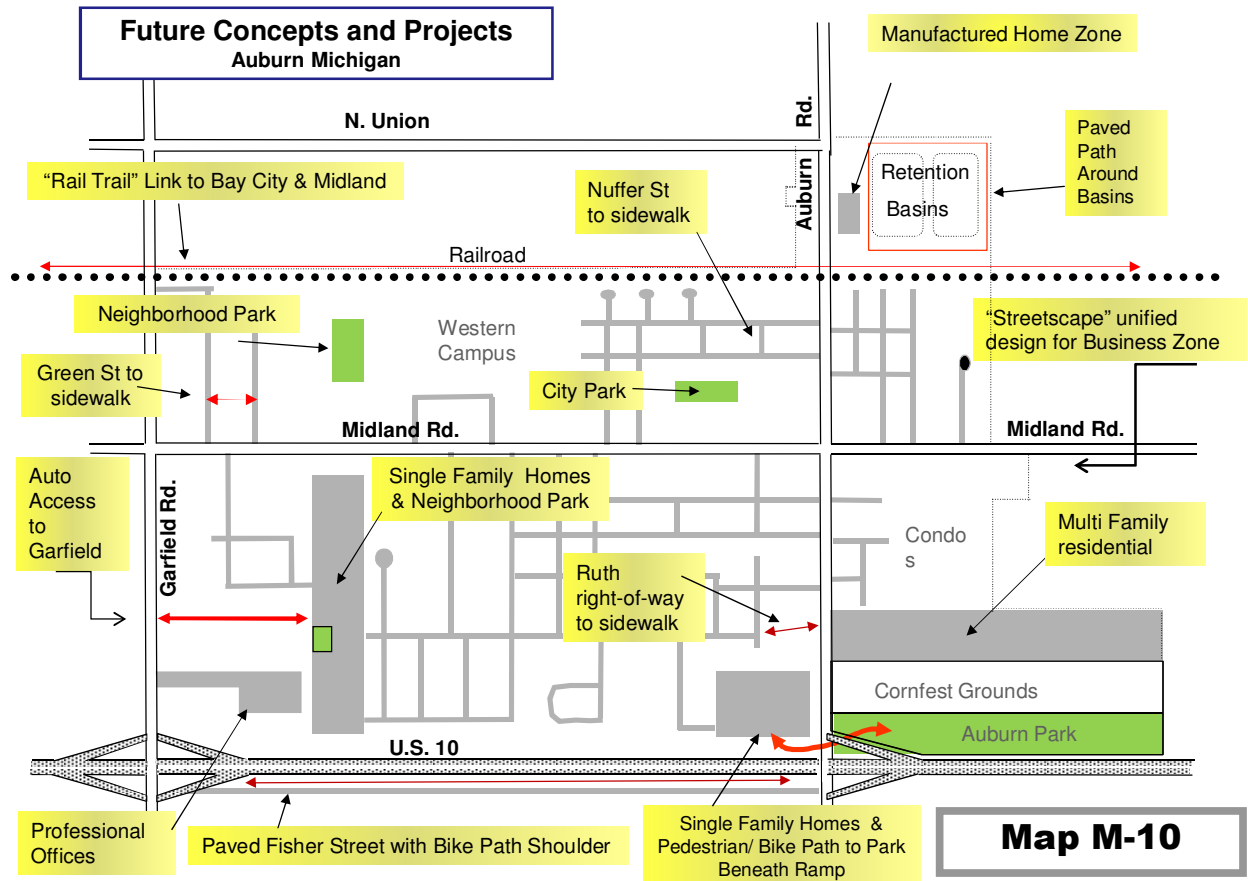 Future Concepts and Projects
Auburn Michigan
Manufactured Home Zone
N. Union
Auburn Rd.
Paved
Path
Around
Basins
Retention
Basins
“Rail Trail” Link to Bay City & Midland
Nuffer St
to sidewalk
Railroad
Neighborhood Park
Western
Campus
“Streetscape” unified
design for Business Zone
Green St to
sidewalk
City Park
Midland Rd.
Midland Rd.
Auto
Access
to
Garfield
Garfield Rd.
Single Family Homes
& Neighborhood Park
Condo
s
Multi Family
residential
Ruth
right-of-way
to sidewalk
Cornfest Grounds
Auburn Park
U.S. 10
Professional
Offices
Paved Fisher Street with Bike Path Shoulder
Single Family Homes &
Pedestrian/ Bike Path to Park
Beneath Ramp
Map M-10